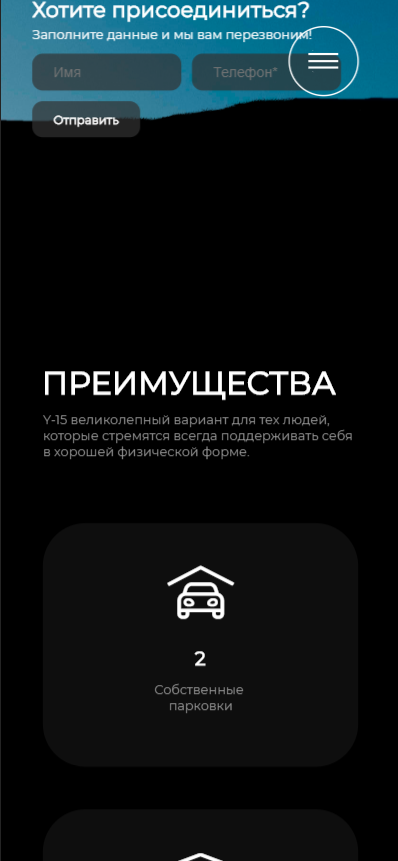 Хотите присоединиться?
Заполните данные и мы вам перезвоним!
Имя
Телефон*
Отправить
ПРЕИМУЩЕСТВА
Y-15 великолепный вариант для тех людей,
которые стремятся всегда поддерживать себя
в хорошей физической форме.
2
Собственные
парковки